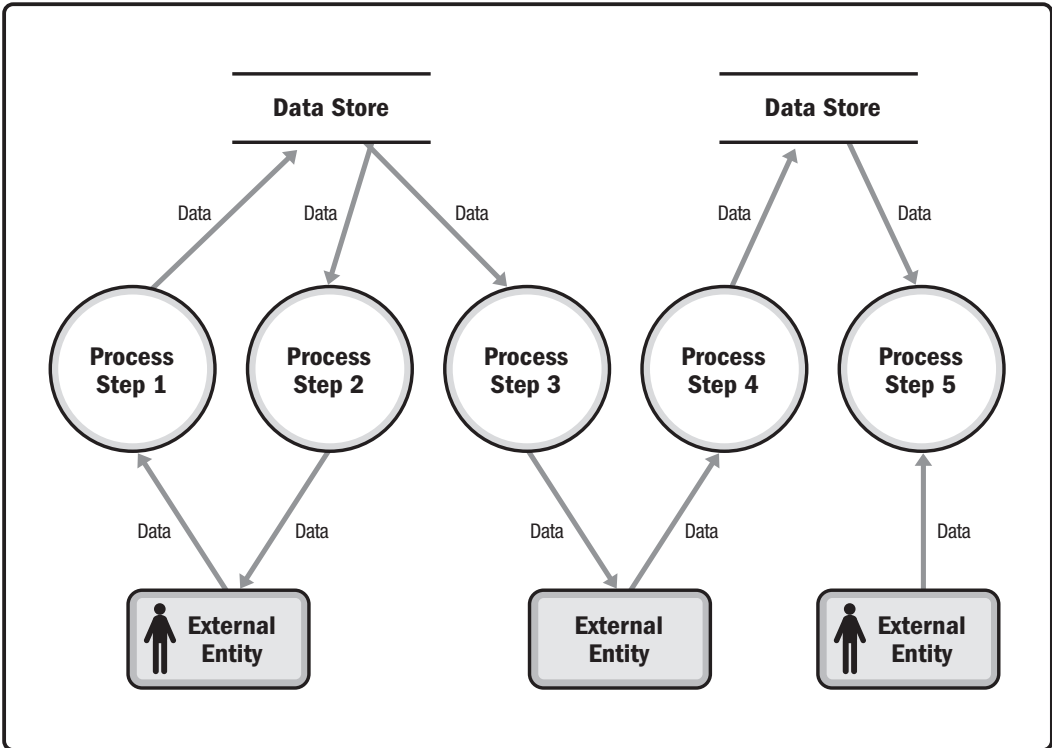 Data Store
Data Store
Data
Data
Data
Data
Data
Process
Step 1
Process
Step 2
Process
Step 3
Process
Step 4
Process
Step 5
Data
Data
Data
Data
Data
External
Entity
External
Entity
External
Entity